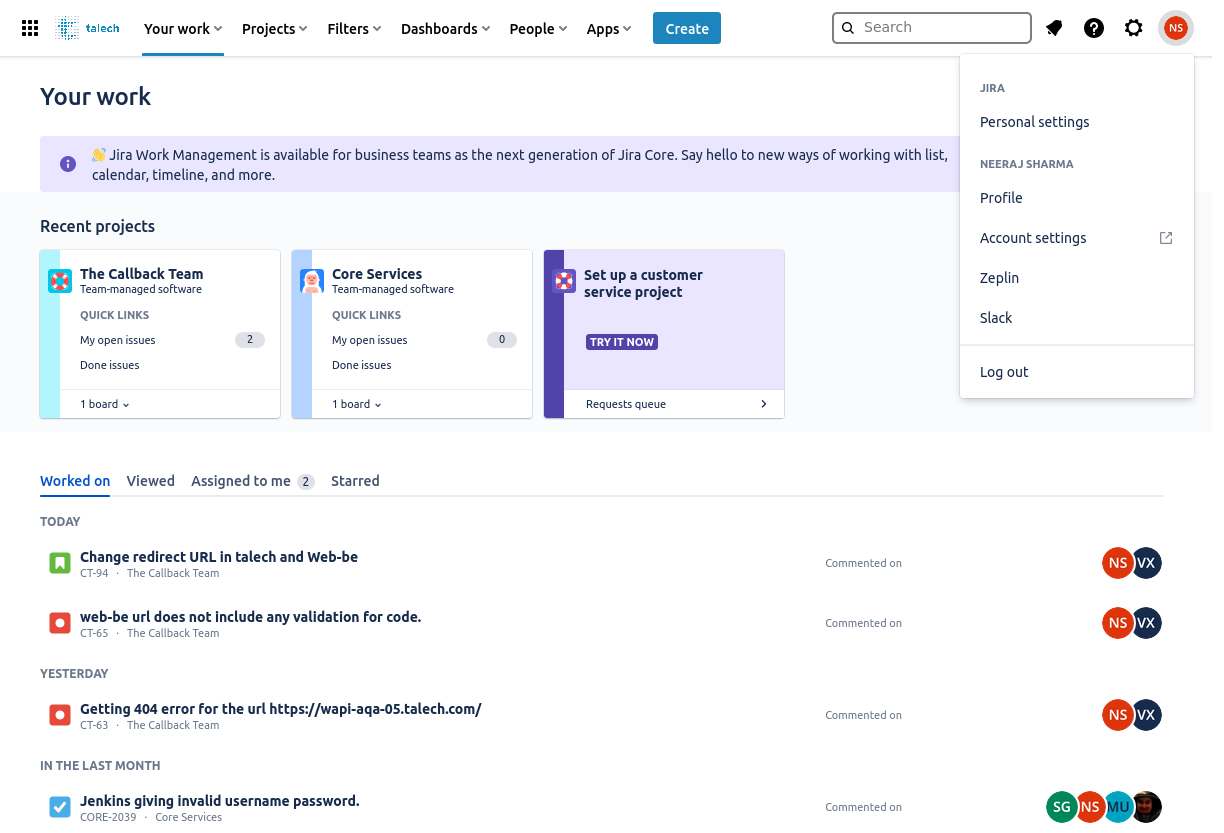 talech
Your work
Projects
Filters
Dashboards
People
Apps
Create
Search
NS
Your work
👋 Jira Work Management is available for business teams as the next generation of Jira Core. Say hello to new ways of working with list,
calendar, timeline, and more.
JIRA
Personal settings
NEERAJ SHARMA
Profile
Account settings
Zeplin
Slack
Log out
Recent projects
The Callback Team
Team-managed software
QUICK LINKS
My open issues 2
Done issues
1 board
Core Services
Team-managed software
QUICK LINKS
My open issues 0
Done issues
1 board
Set up a customer
service project
TRY IT NOW
Requests queue
Worked on
Viewed
Assigned to me 2
Starred
TODAY
Change redirect URL in talech and Web-be
CT-94 · The Callback Team
Commented on
NS VX
web-be url does not include any validation for code.
CT-65 · The Callback Team
Commented on
NS VX
YESTERDAY
Getting 404 error for the url https://wapi-aqa-05.talech.com/
CT-63 · The Callback Team
Commented on
NS VX
IN THE LAST MONTH
Jenkins giving invalid username password.
CORE-2039 · Core Services
Commented on
SG NS MU